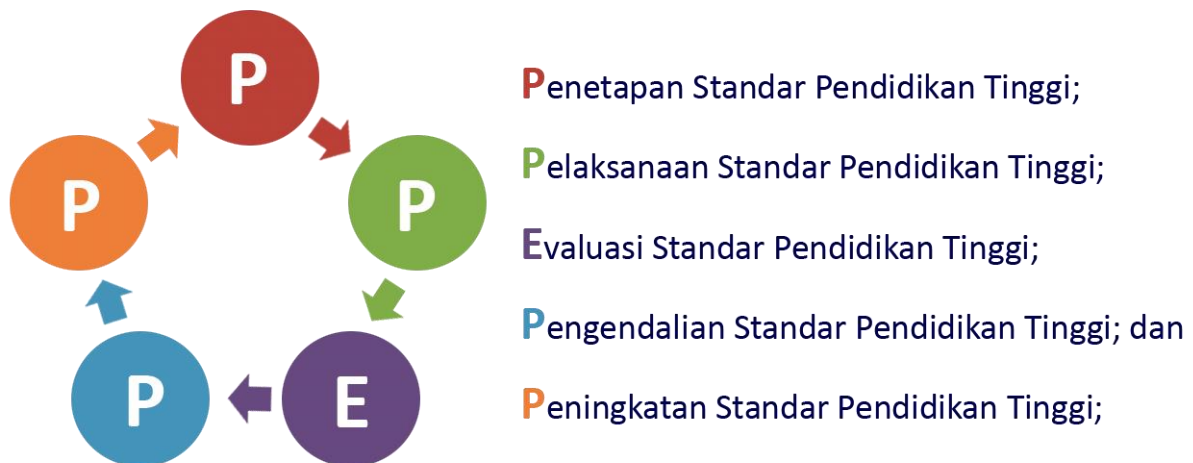 P
P
E
P
P
Penetapan Standar Pendidikan Tinggi;
Pelaksanaan Standar Pendidikan Tinggi;
Evaluasi Standar Pendidikan Tinggi;
Pengendalian Standar Pendidikan Tinggi; dan
Peningkatan Standar Pendidikan Tinggi;